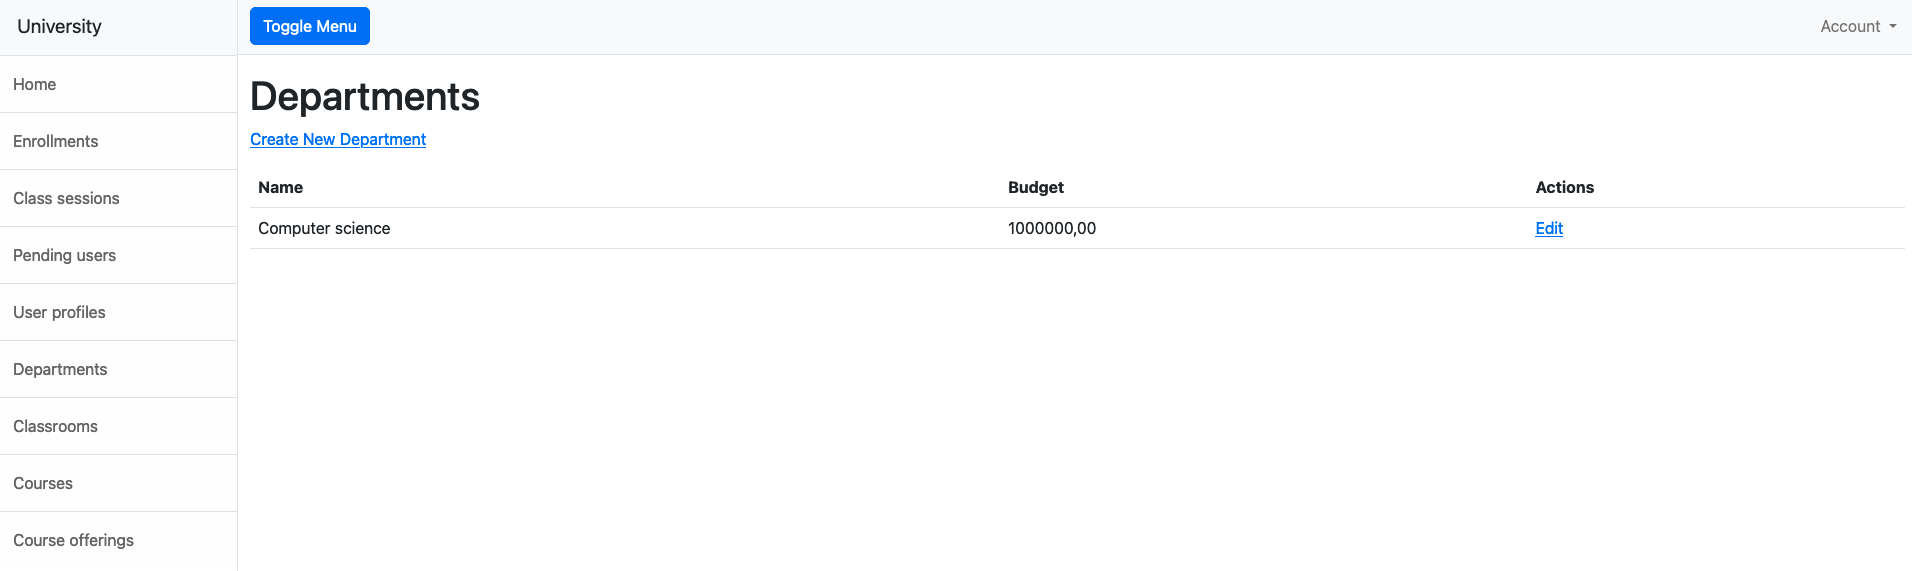 University
Toggle Menu
Account
Home
Enrollments
Class sessions
Pending users
User profiles
Departments
Classrooms
Courses
Course offerings
Departments
Create New Department
Name Budget Actions
Computer science 1000000,00 Edit